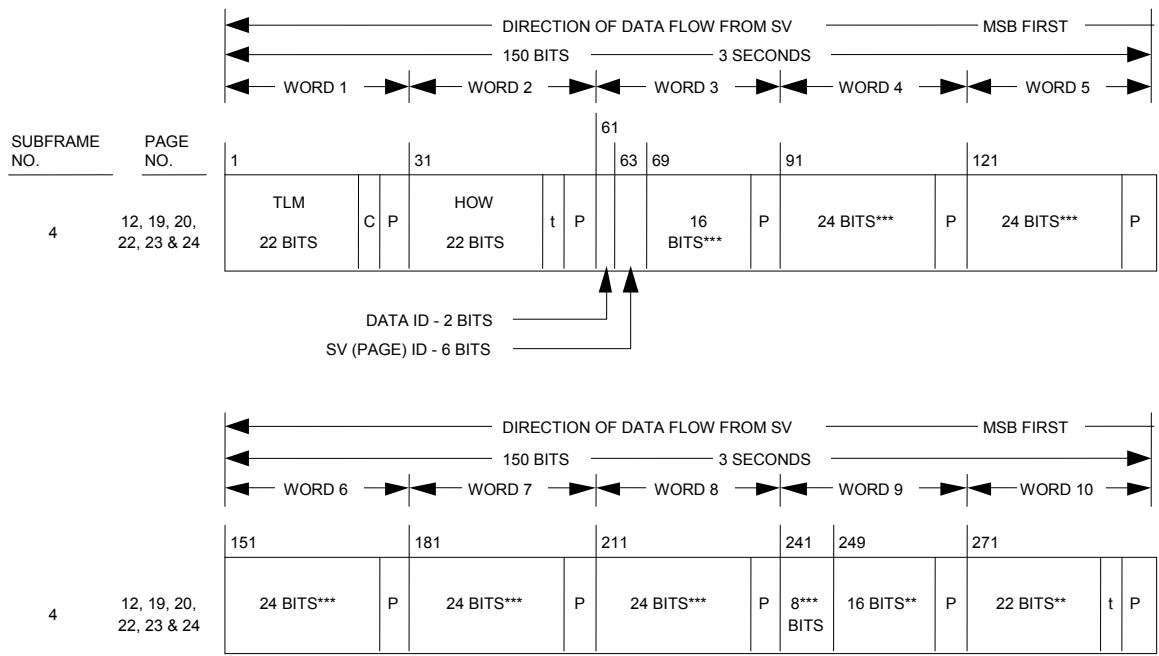 DIRECTION OF DATA FLOW FROM SV MSB FIRST
150 BITS 3 SECONDS
WORD 1 WORD 2 WORD 3 WORD 4 WORD 5
SUBFRAME NO. PAGE NO.
1 31 61 63 69 91 121
4
12, 19, 20,
22, 23 & 24
TLM
22 BITS
C
P
HOW
22 BITS
t
P
16
BITS***
P
24 BITS***
P
24 BITS***
P
DATA ID - 2 BITS
SV (PAGE) ID - 6 BITS
DIRECTION OF DATA FLOW FROM SV MSB FIRST
150 BITS 3 SECONDS
WORD 6 WORD 7 WORD 8 WORD 9 WORD 10
151 181 211 241 249 271
4
12, 19, 20,
22, 23 & 24
24 BITS***
P
24 BITS***
P
24 BITS***
P
8***
BITS
16 BITS**
P
22 BITS**
t
P